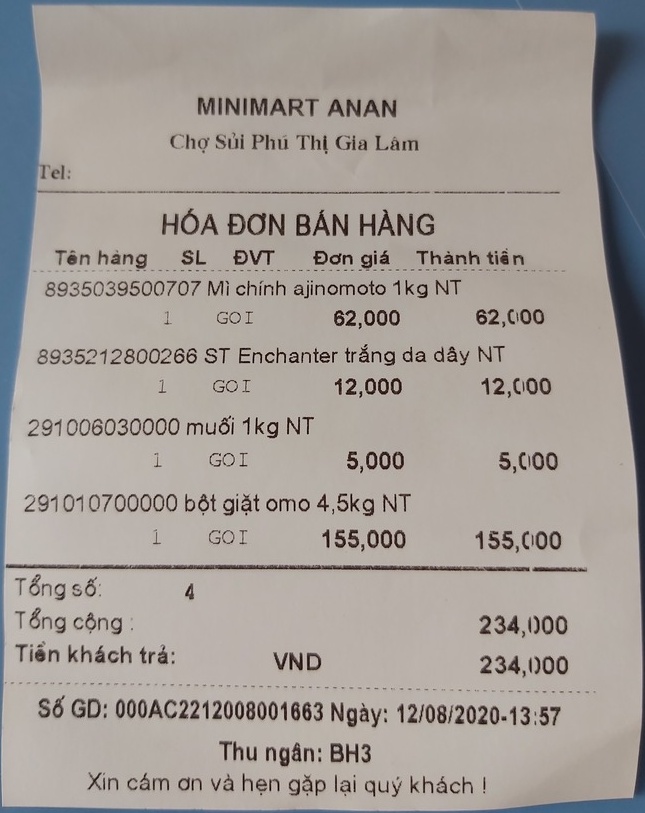 MINIMART ANAN
Chợ Sủi Phú Thị Gia Lâm
Tel:
HÓA ĐƠN BÁN HÀNG
Tên hàng SL ĐVT Đơn giá Thành tiền
8935039500707 Mì chính ajinomoto 1kg NT
1 GOI 62,000 62,000
8935212800266 ST Enchanter trắng da dây NT
1 GOI 12,000 12,000
291006030000 muối 1kg NT
1 GOI 5,000 5,000
291010700000 bột giặt omo 4,5kg NT
1 GOI 155,000 155,000
Tổng số: 4
Tổng cộng : 234,000
Tiền khách trả: VND 234,000
Số GD: 000AC2212008001663 Ngày: 12/08/2020-13:57
Thu ngân: BH3
Xin cám ơn và hẹn gặp lại quý khách !